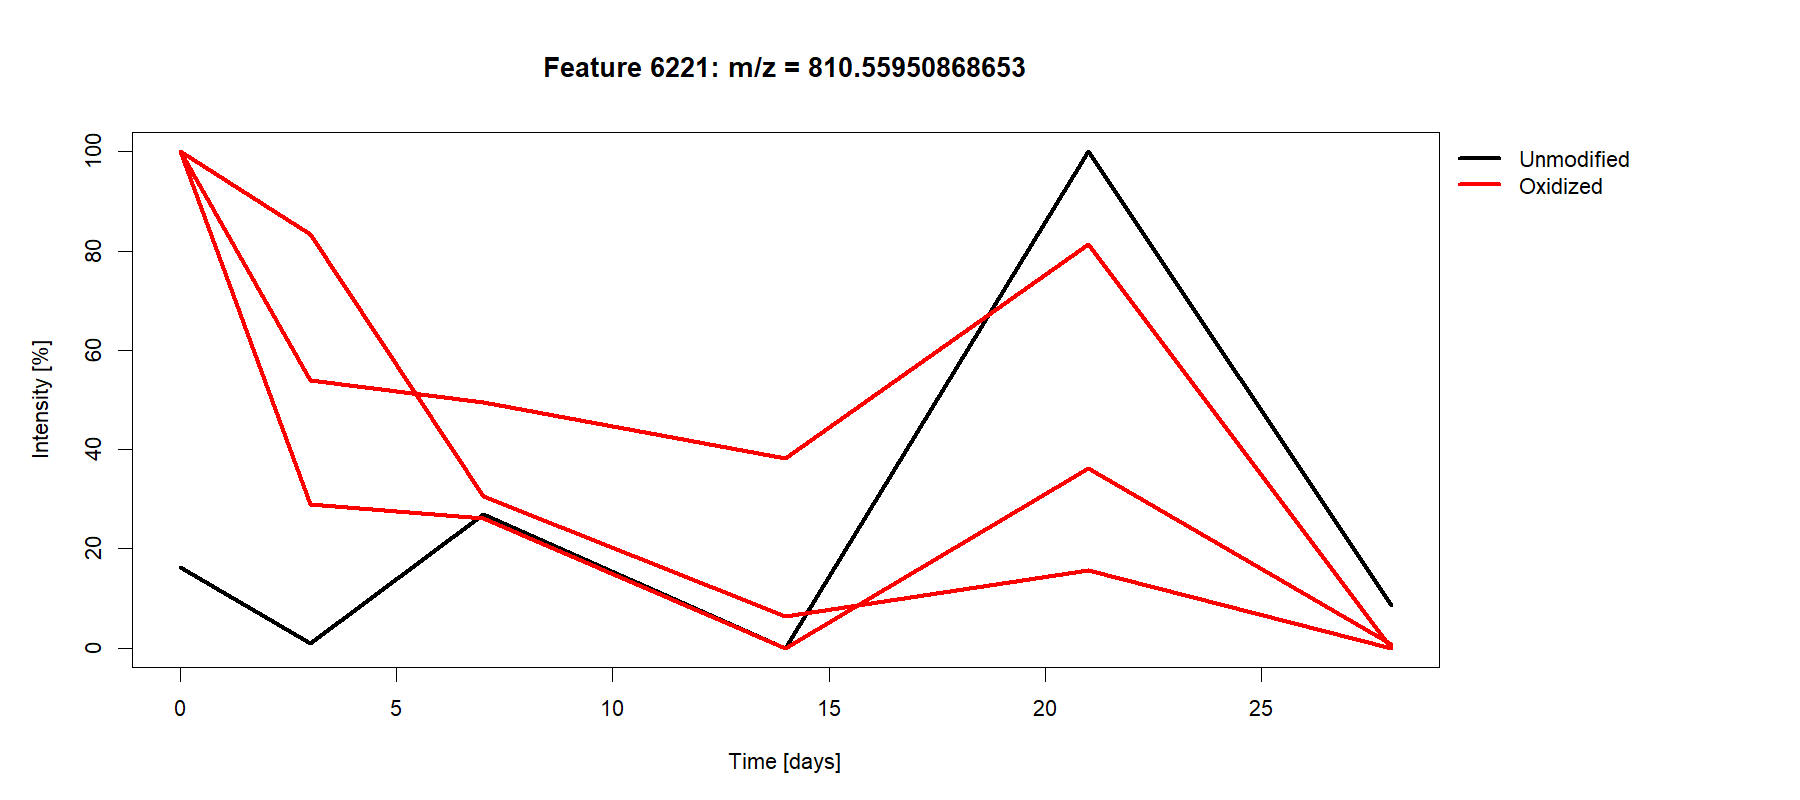 Feature 6221: m/z = 810.55950868653
Unmodified
Oxidized
Intensity [%]
100
80
60
40
20
0
0 5 10 15 20 25
Time [days]